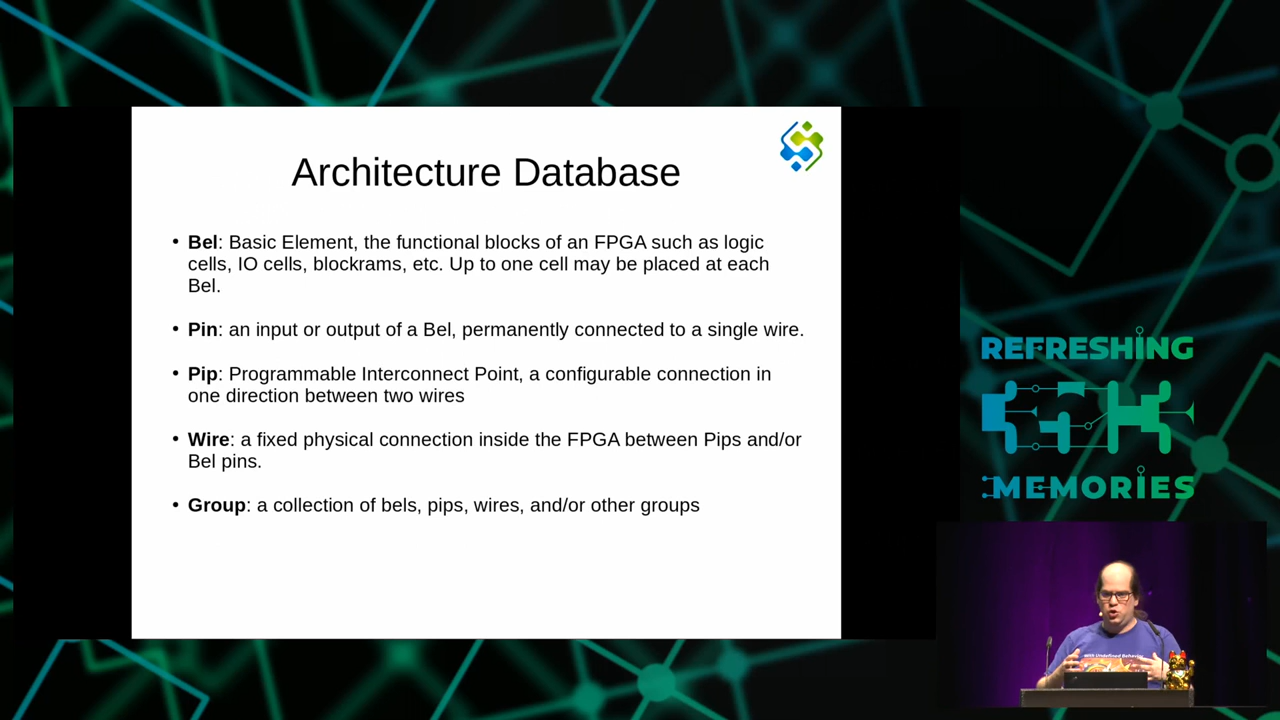 Architecture Database
• Bel: Basic Element, the functional blocks of an FPGA such as logic
cells, IO cells, blockrams, etc. Up to one cell may be placed at each
Bel.
• Pin: an input or output of a Bel, permanently connected to a single wire.
• Pip: Programmable Interconnect Point, a configurable connection in
one direction between two wires
• Wire: a fixed physical connection inside the FPGA between Pips and/or
Bel pins.
• Group: a collection of bels, pips, wires, and/or other groups
REFRESHING
MEMORIES
With Undefined Behavior